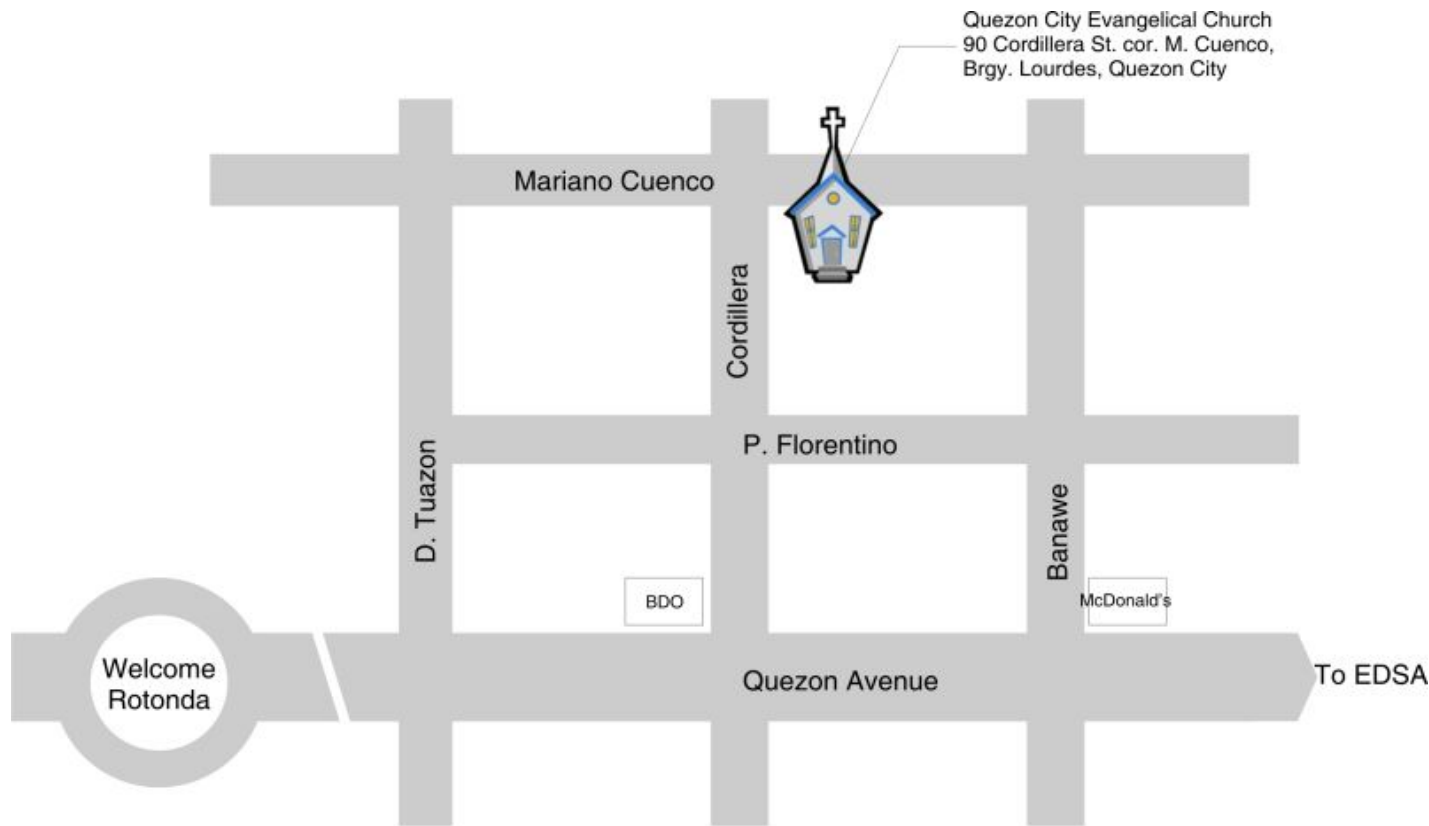 Quezon City Evangelical Church
90 Cordillera St. cor. M. Cuenco,
Brgy. Lourdes, Quezon City
Mariano Cuenco
Cordillera
P. Florentino
D. Tuazon
Banawe
BDO
McDonald's
Welcome
Rotonda
Quezon Avenue
To EDSA